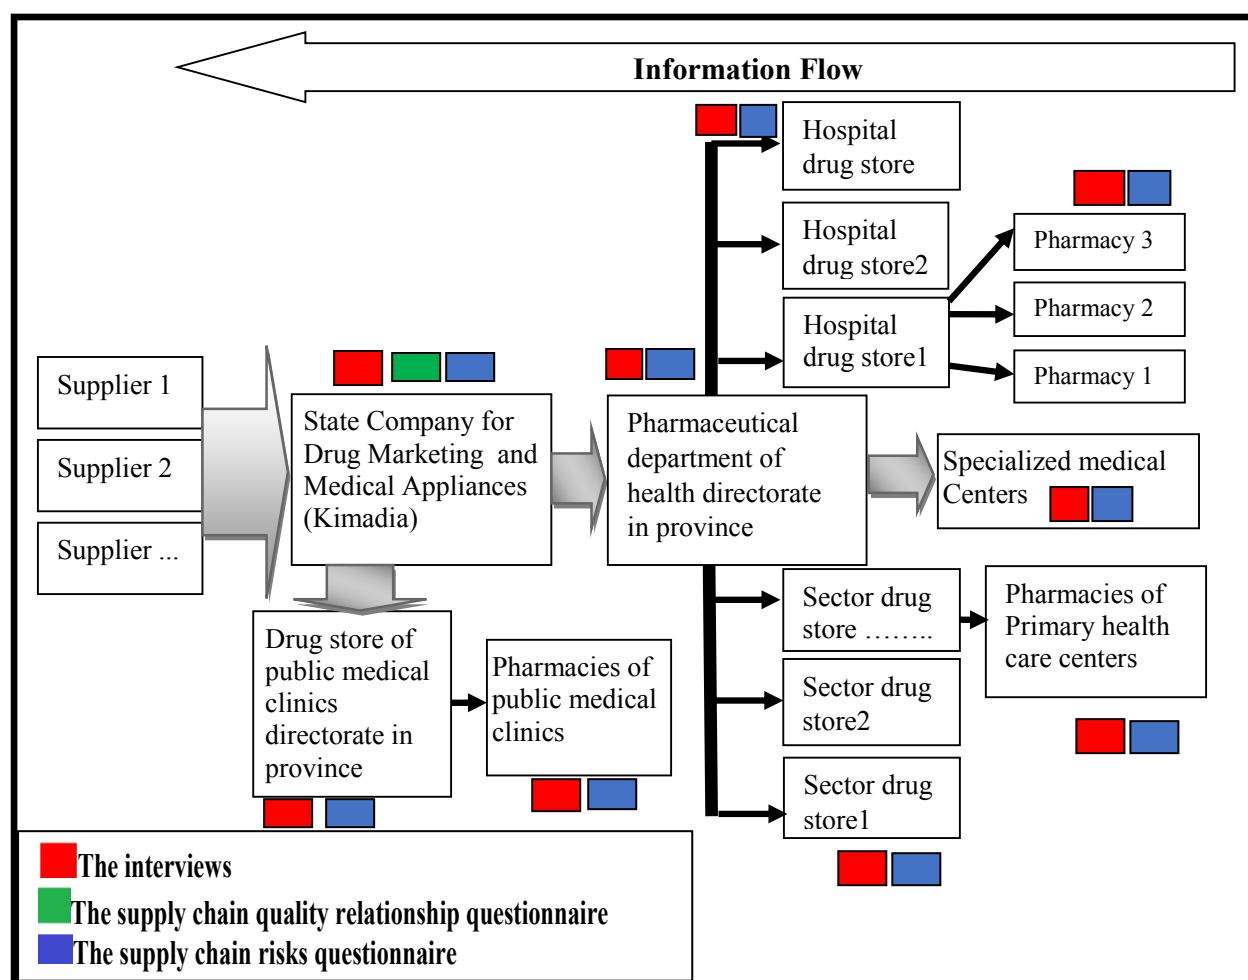 Information Flow
Hospital
drug store
Hospital
drug store2
Hospital
drug store1
Pharmacy 3
Pharmacy 2
Pharmacy 1
Supplier 1
Supplier 2
Supplier ...
State Company for
Drug Marketing and
Medical Appliances
(Kimadia)
Pharmaceutical
department of
health directorate
in province
Specialized medical
Centers
Drug store of
public medical
clinics
directorate in
province
Pharmacies of
public medical
clinics
Sector drug
store ……..
Sector drug
store2
Sector drug
store1
Pharmacies of
Primary health
care centers
The interviews
The supply chain quality relationship questionnaire
The supply chain risks questionnaire